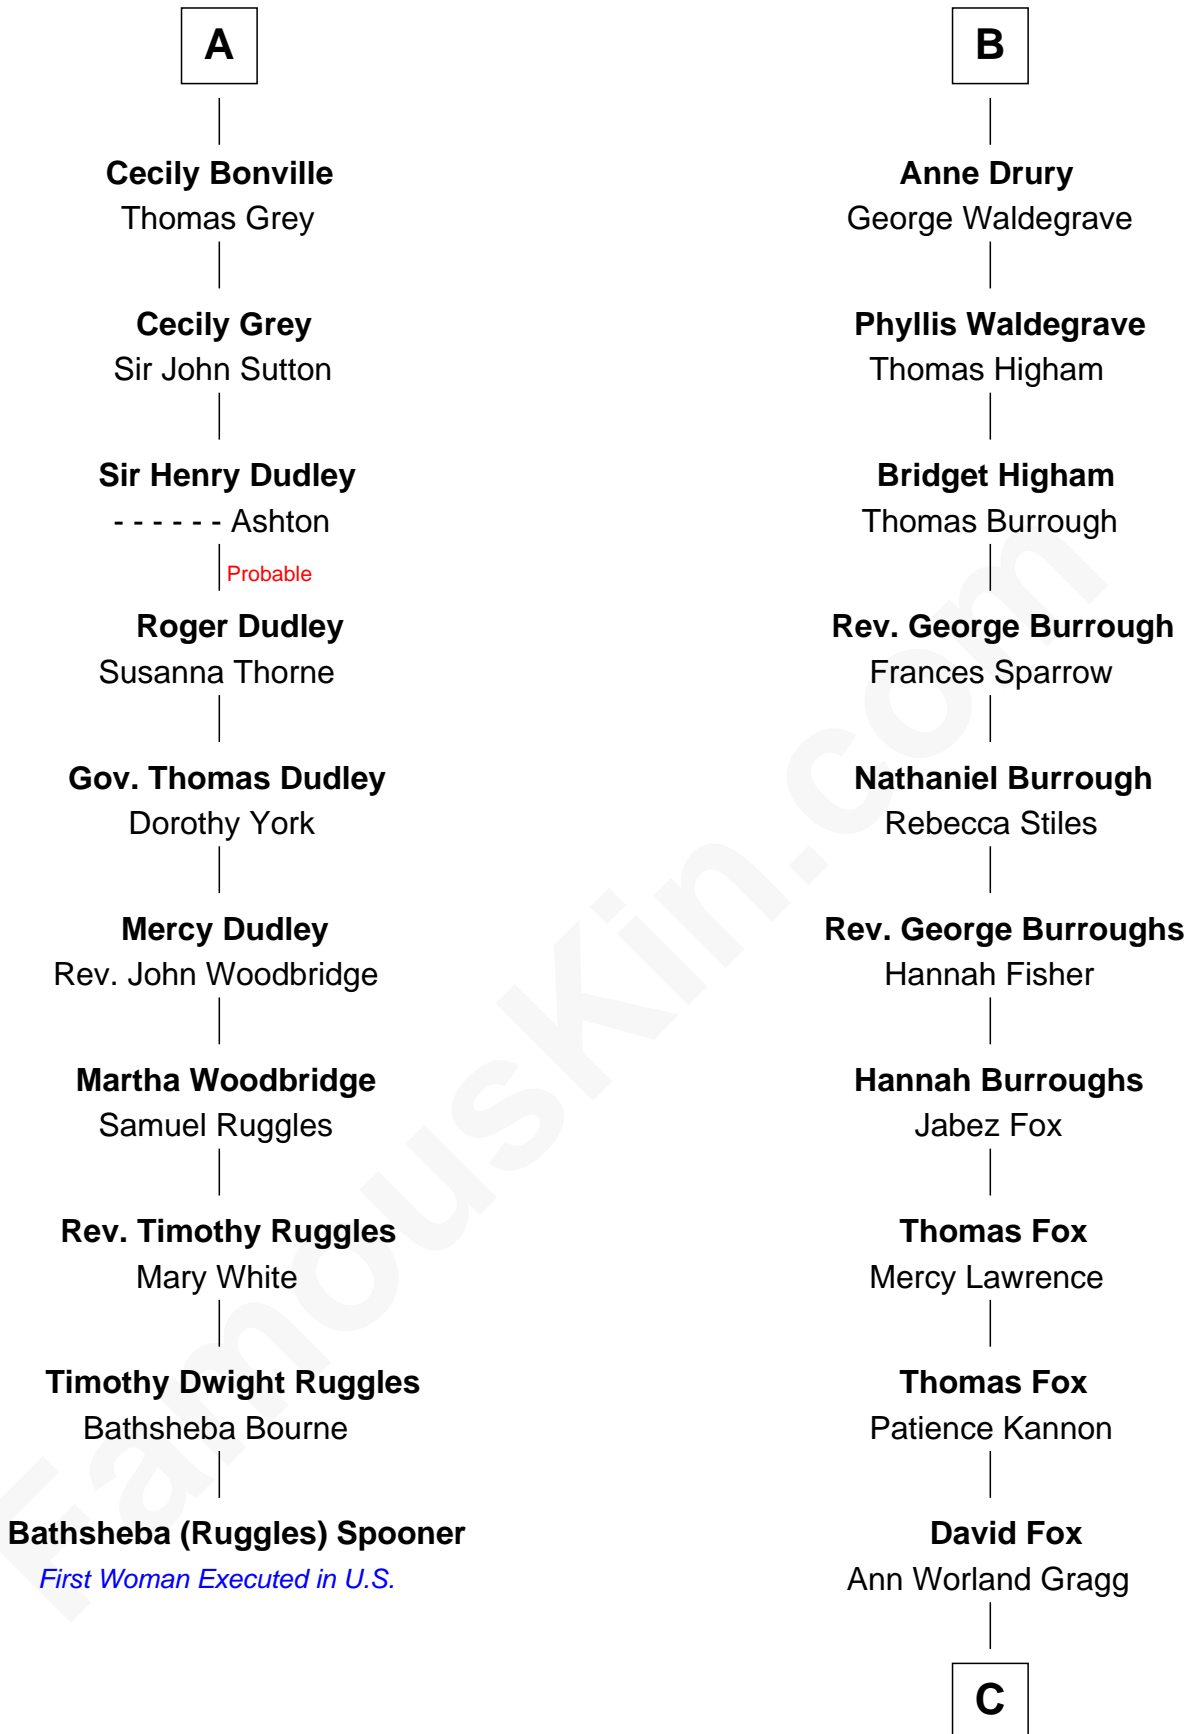 A
Cecily Bonville
Thomas Grey
Cecily Grey
Sir John Sutton
Sir Henry Dudley
- - - - - - Ashton
Probable
Roger Dudley
Susanna Thorne
Gov. Thomas Dudley
Dorothy York
Mercy Dudley
Rev. John Woodbridge
Martha Woodbridge
Samuel Ruggles
Rev. Timothy Ruggles
Mary White
Timothy Dwight Ruggles
Bathsheba Bourne
Bathsheba (Ruggles) Spooner
First Woman Executed in U.S.
B
Anne Drury
George Waldegrave
Phyllis Waldegrave
Thomas Higham
Bridget Higham
Thomas Burrough
Rev. George Burrough
Frances Sparrow
Nathaniel Burrough
Rebecca Stiles
Rev. George Burroughs
Hannah Fisher
Hannah Burroughs
Jabez Fox
Thomas Fox
Mercy Lawrence
Thomas Fox
Patience Kannon
David Fox
Ann Worland Gragg
C
FamousKin.com